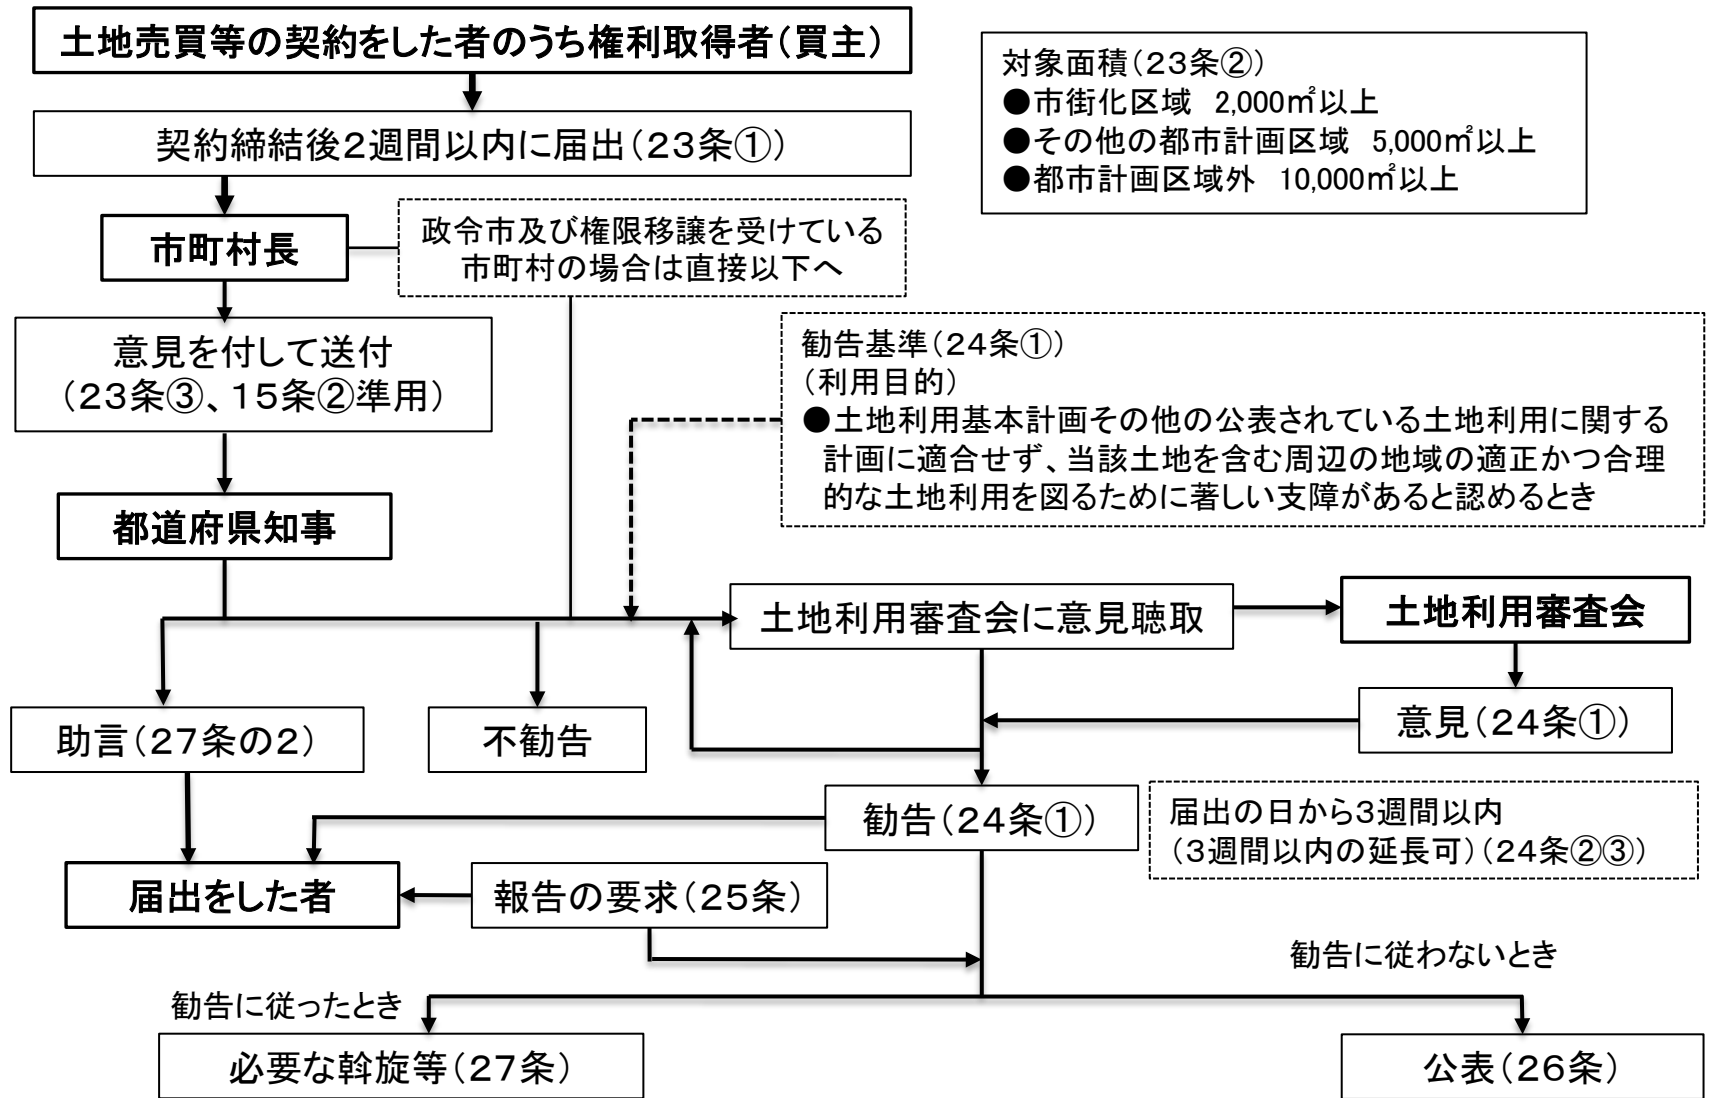 土地売買等の契約をした者のうち権利取得者（買主）
対象面積（２３条②）
●市街化区域　2,000㎡以上
●その他の都市計画区域　5,000㎡以上
●都市計画区域外　10,000㎡以上
契約締結後２週間以内に届出（２３条①）
市町村長
政令市及び権限移譲を受けている
市町村の場合は直接以下へ
意見を付して送付
（２３条③、１５条②準用）
勧告基準（２４条①）
（利用目的）
●土地利用基本計画その他の公表されている土地利用に関する
計画に適合せず、当該土地を含む周辺の地域の適正かつ合理
的な土地利用を図るために著しい支障があると認めるとき
都道府県知事
土地利用審査会に意見聴取
土地利用審査会
助言（２７条の２）
不勧告
意見（２４条①）
勧告（２４条①）
届出の日から３週間以内
（３週間以内の延長可）（２４条②③）
届出をした者
報告の要求（２５条）
勧告に従わないとき
勧告に従ったとき
必要な斡旋等（２７条）
公表（２６条）